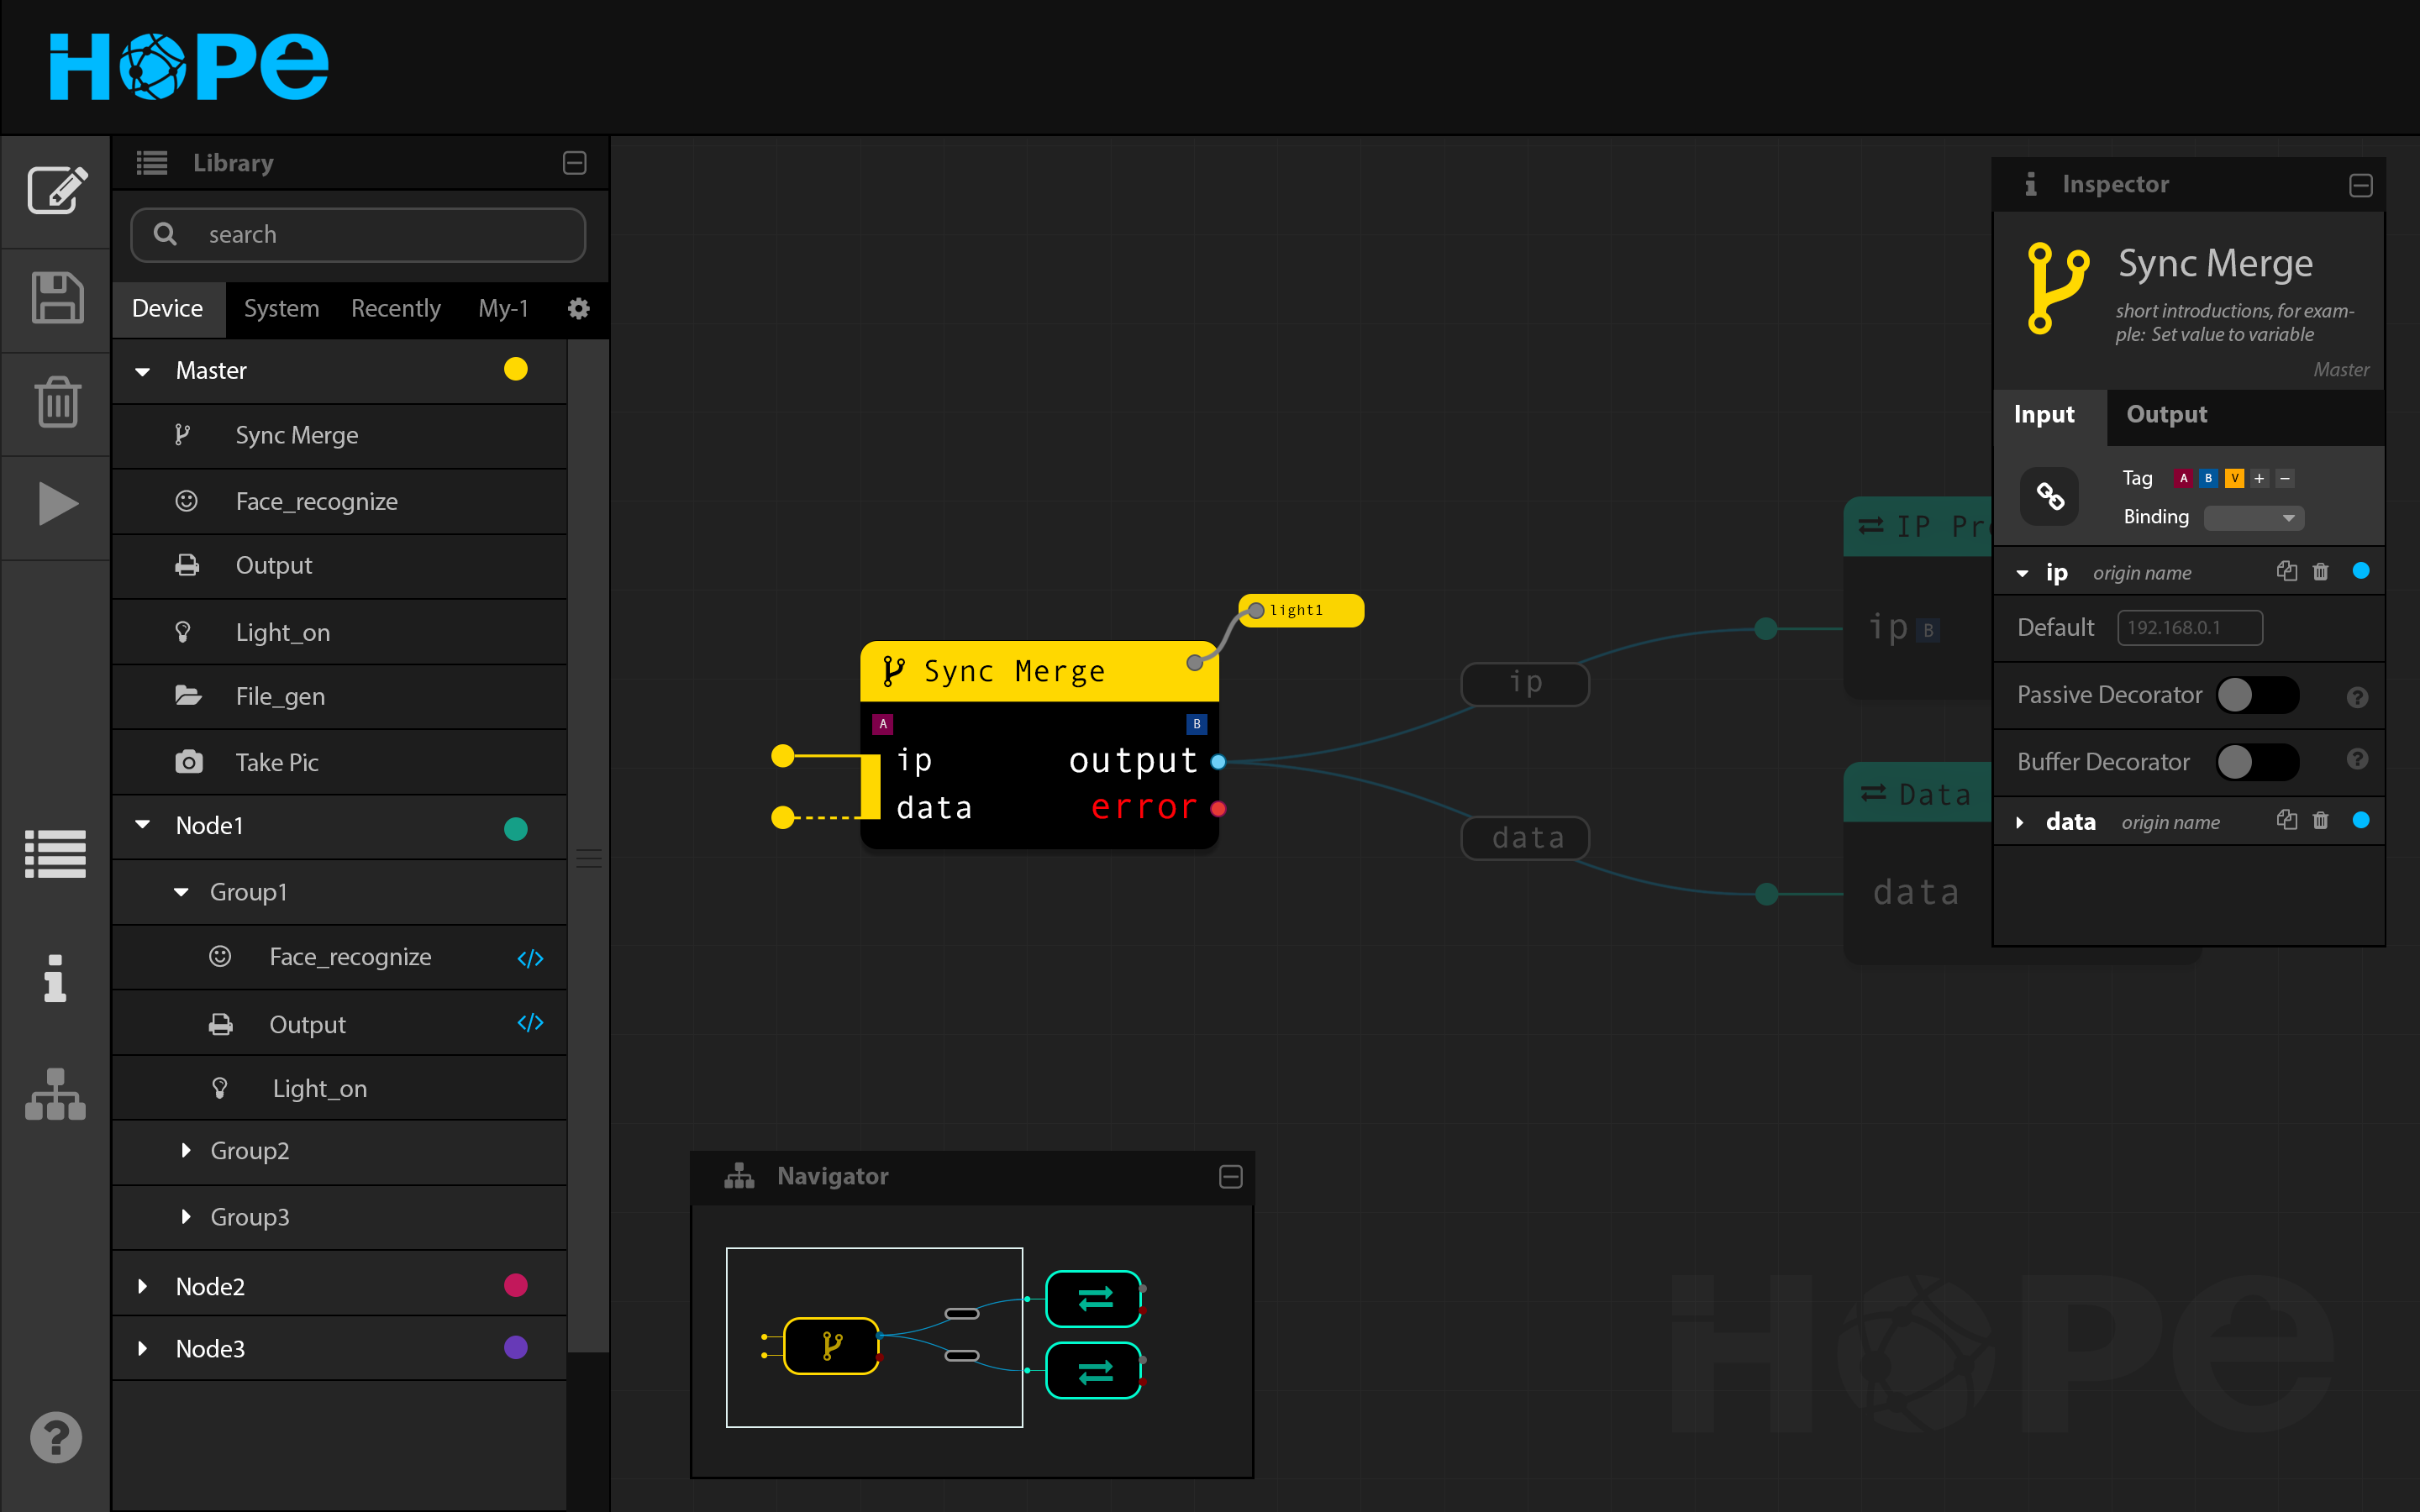 HOPE
Library
search
Device System Recently My-1
Master
Sync Merge
Face_recognize
Output
Light_on
File_gen
Take Pic
Node1
Group1
Face_recognize </>
Output </>
Light_on
Group2
Group3
Node2
Node3
light1
Sync Merge
A B
ip output
data error
ip
data
IP Pr
ip B
Data
data
Navigator
Inspector
Sync Merge
short introductions, for exam-
ple: Set value to variable
Master
Input Output
Tag A B V + −
Binding
ip origin name
Default 192.168.0.1
Passive Decorator ?
Buffer Decorator ?
data origin name
HOPE